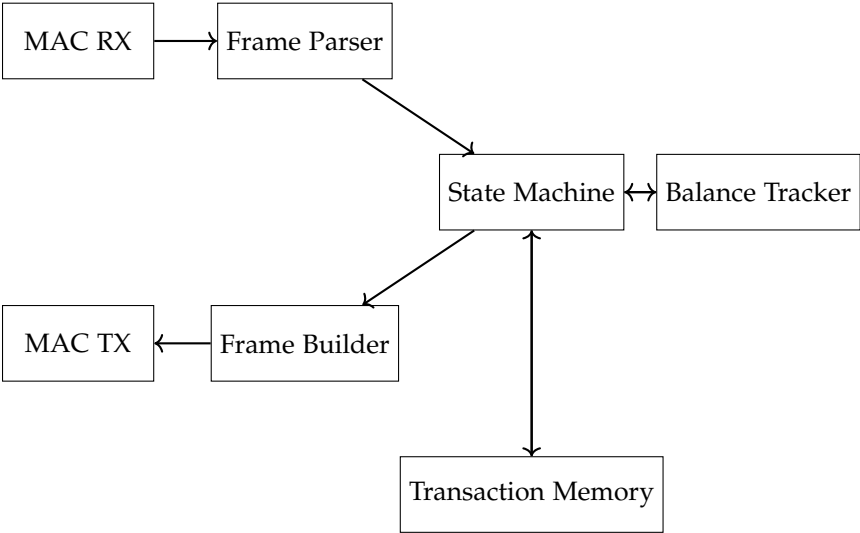 MAC RX
Frame Parser
State Machine
Balance Tracker
MAC TX
Frame Builder
Transaction Memory